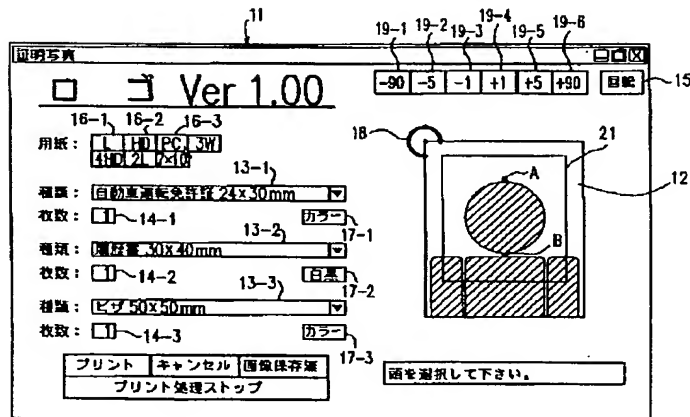 11
19-1 19-2 19-3 19-4 19-5 19-6
証明写真
ロゴ Ver 1.00
-90 -5 -1 +1 +5 +90 回転 15
16-1 16-2 16-3
用紙： L HD PC 3W
4HD 2L 7×10
18
21
12
A
B
13-1
種類： 自動車運転免許証 24×30mm
枚数： 1 14-1 カラー 17-1
13-2
種類： 履歴書 30×40mm
枚数： 1 14-2 白黒 17-2
13-3
種類： ビザ 50×50mm
枚数： 1 14-3 カラー 17-3
プリント キャンセル 画像保存無
プリント処理ストップ
頭を選択して下さい。